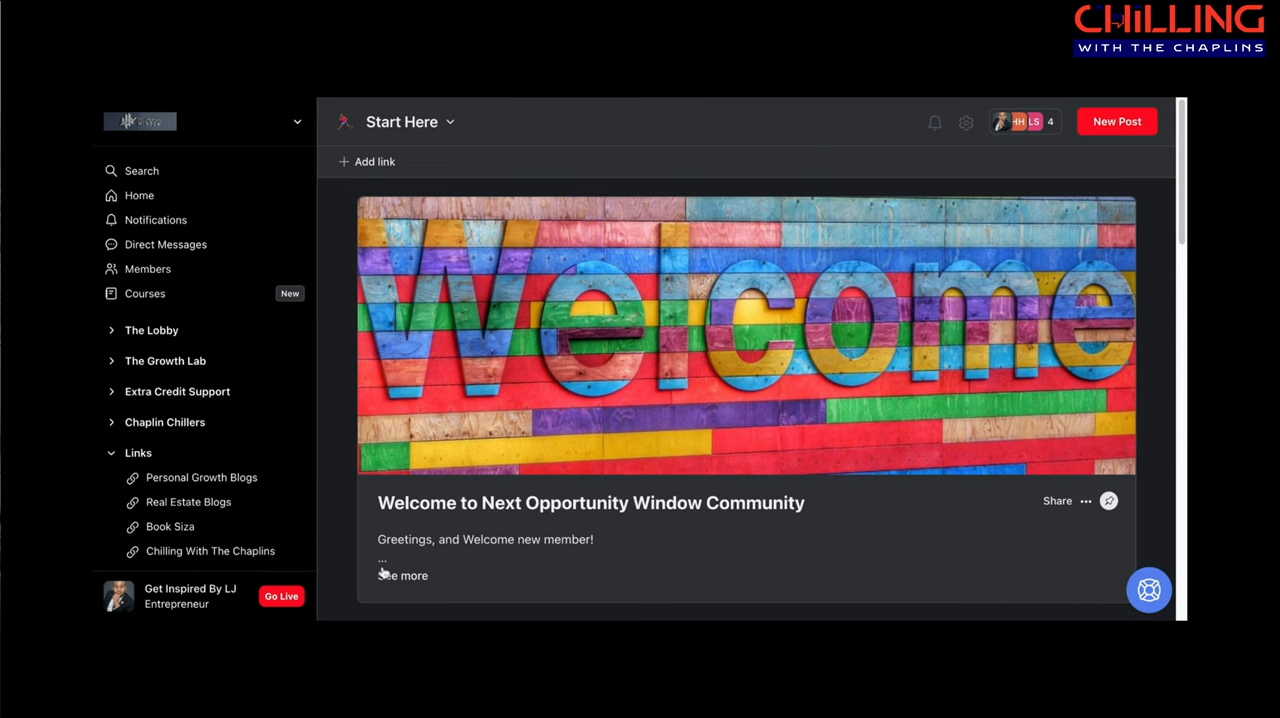 CHiLLING
WITH THE CHAPLINS
Start Here
HH LS 4
New Post
Add link
Search
Home
Notifications
Direct Messages
Members
Courses New
The Lobby
The Growth Lab
Extra Credit Support
Chaplin Chillers
Links
Personal Growth Blogs
Real Estate Blogs
Book Siza
Chilling With The Chaplins
Get Inspired By LJ
Entrepreneur
Go Live
Welcome
Welcome to Next Opportunity Window Community
Share
Greetings, and Welcome new member!
...
See more